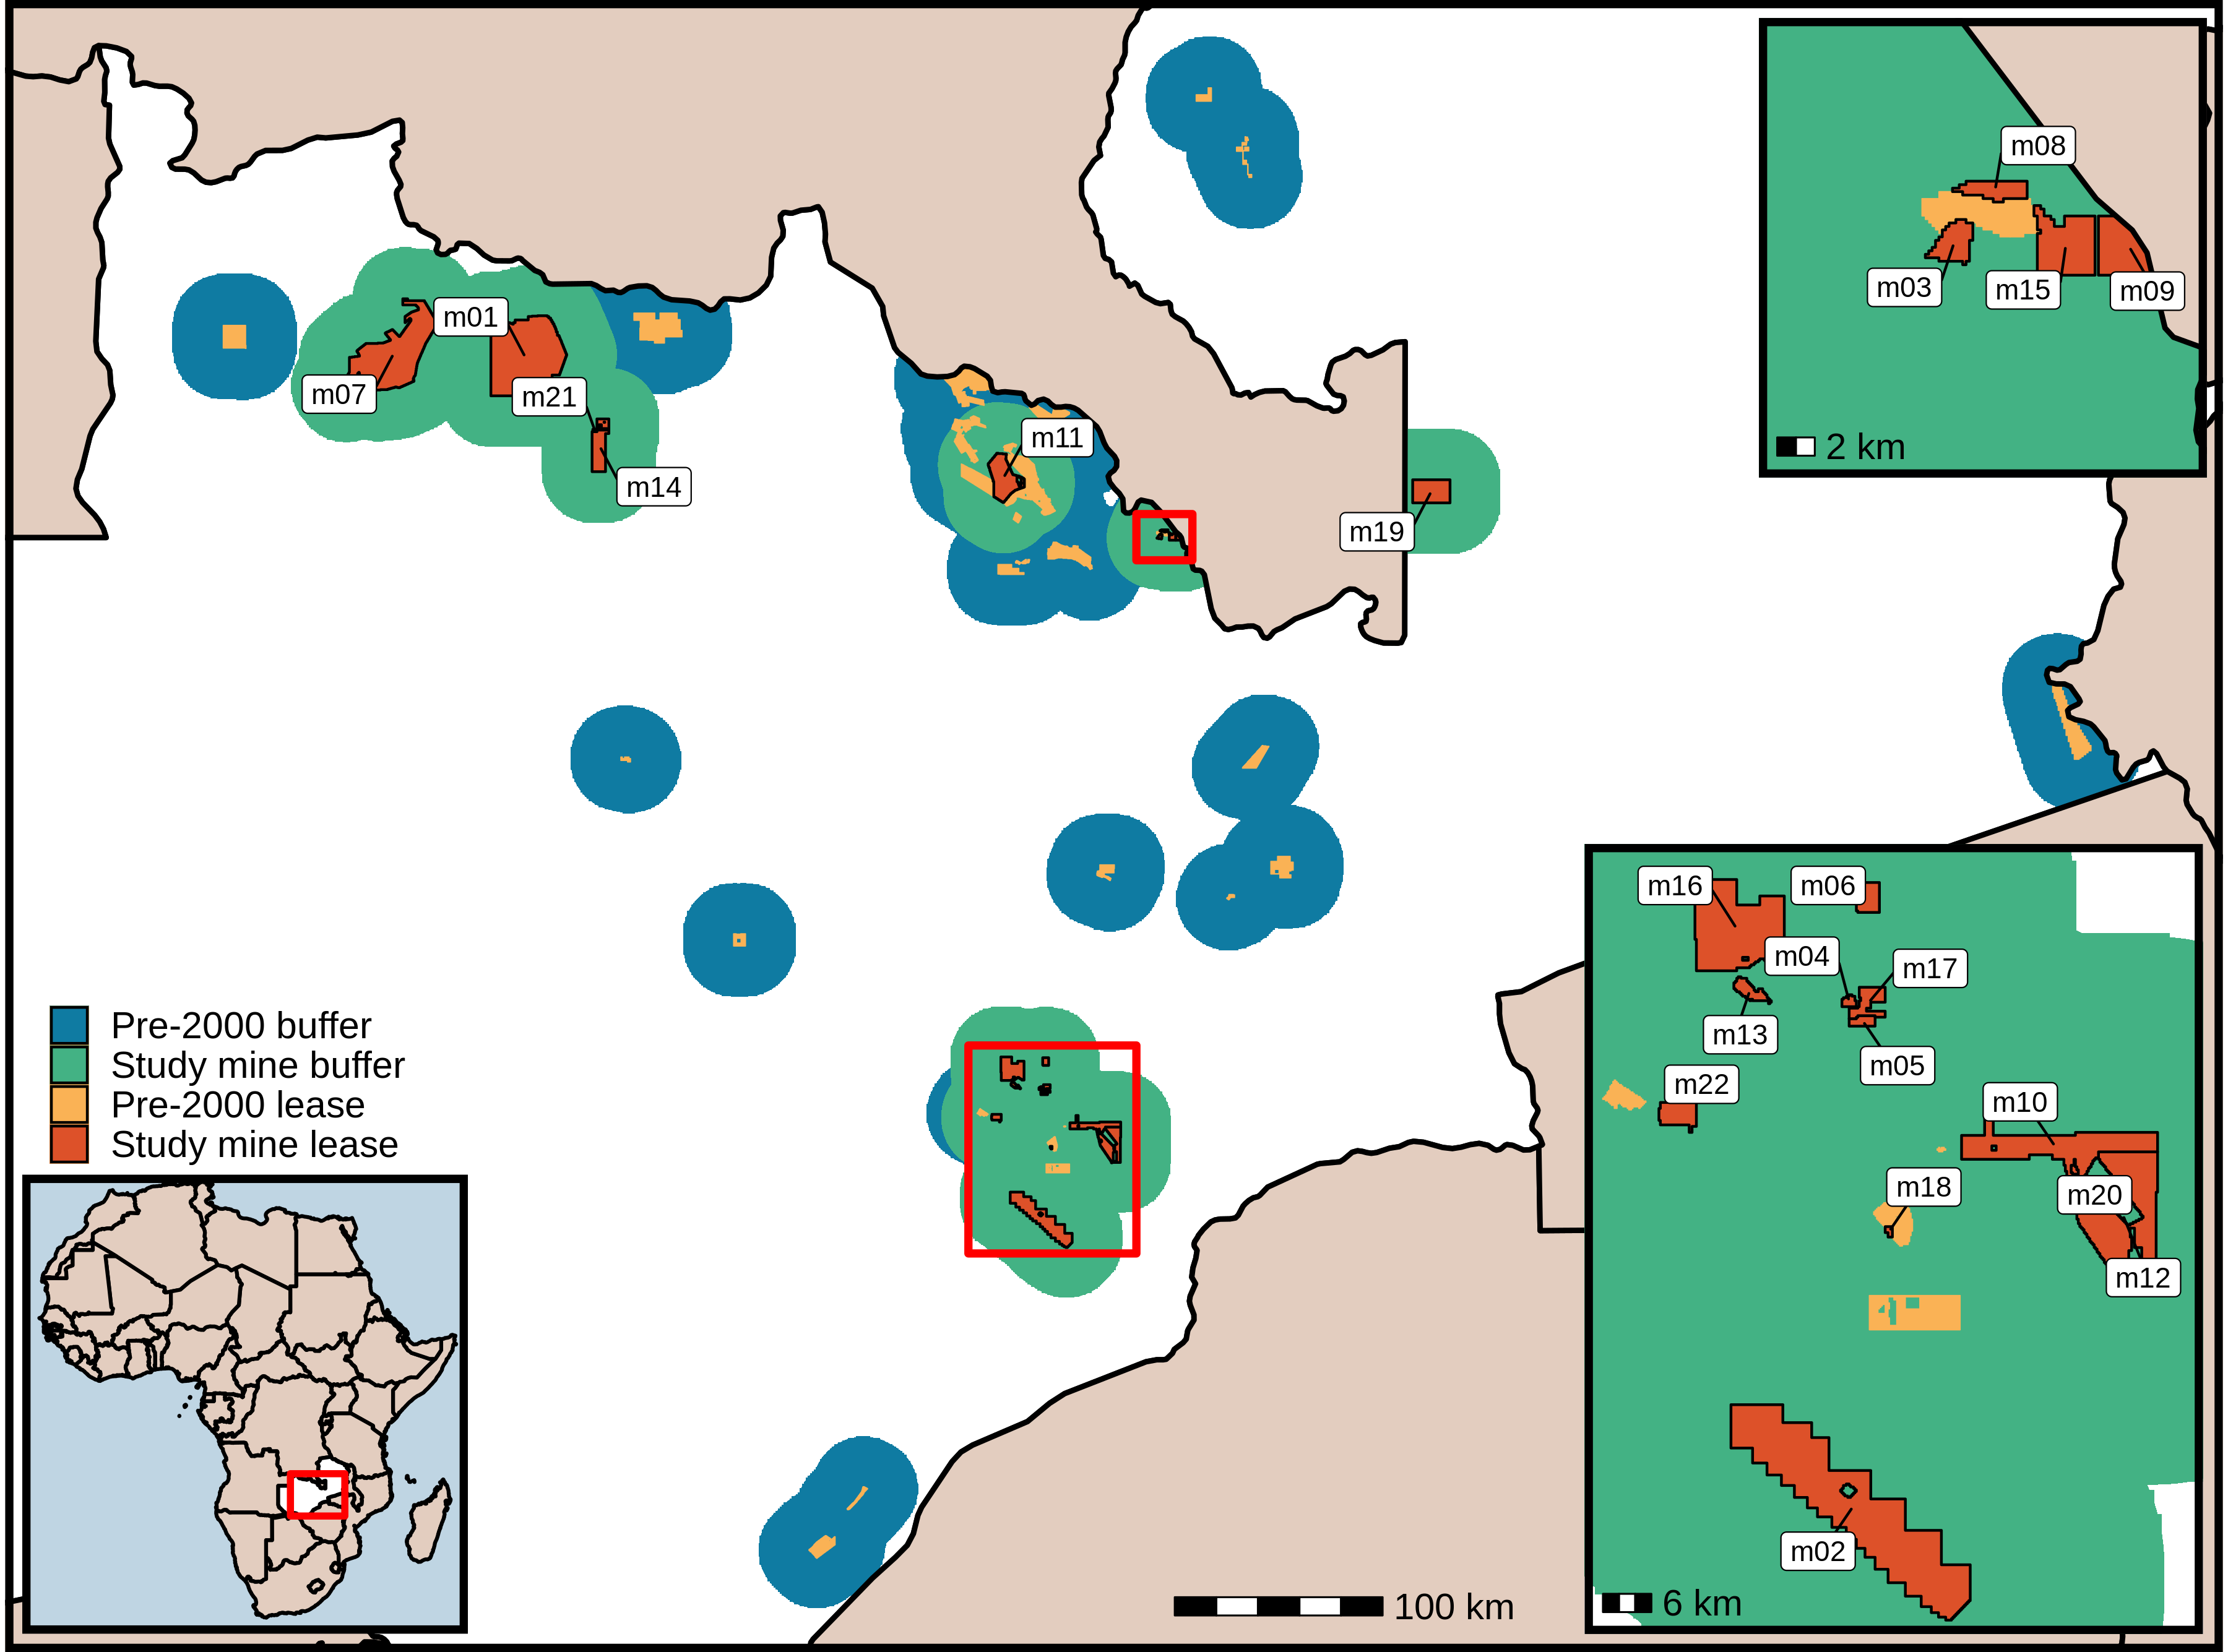 m08
m03
m15
m09
2 km
m01
m07
m21
m14
m11
m19
m16
m06
m04
m17
m13
m05
m22
m10
m18
m20
m12
m02
6 km
Pre-2000 buffer
Study mine buffer
Pre-2000 lease
Study mine lease
100 km